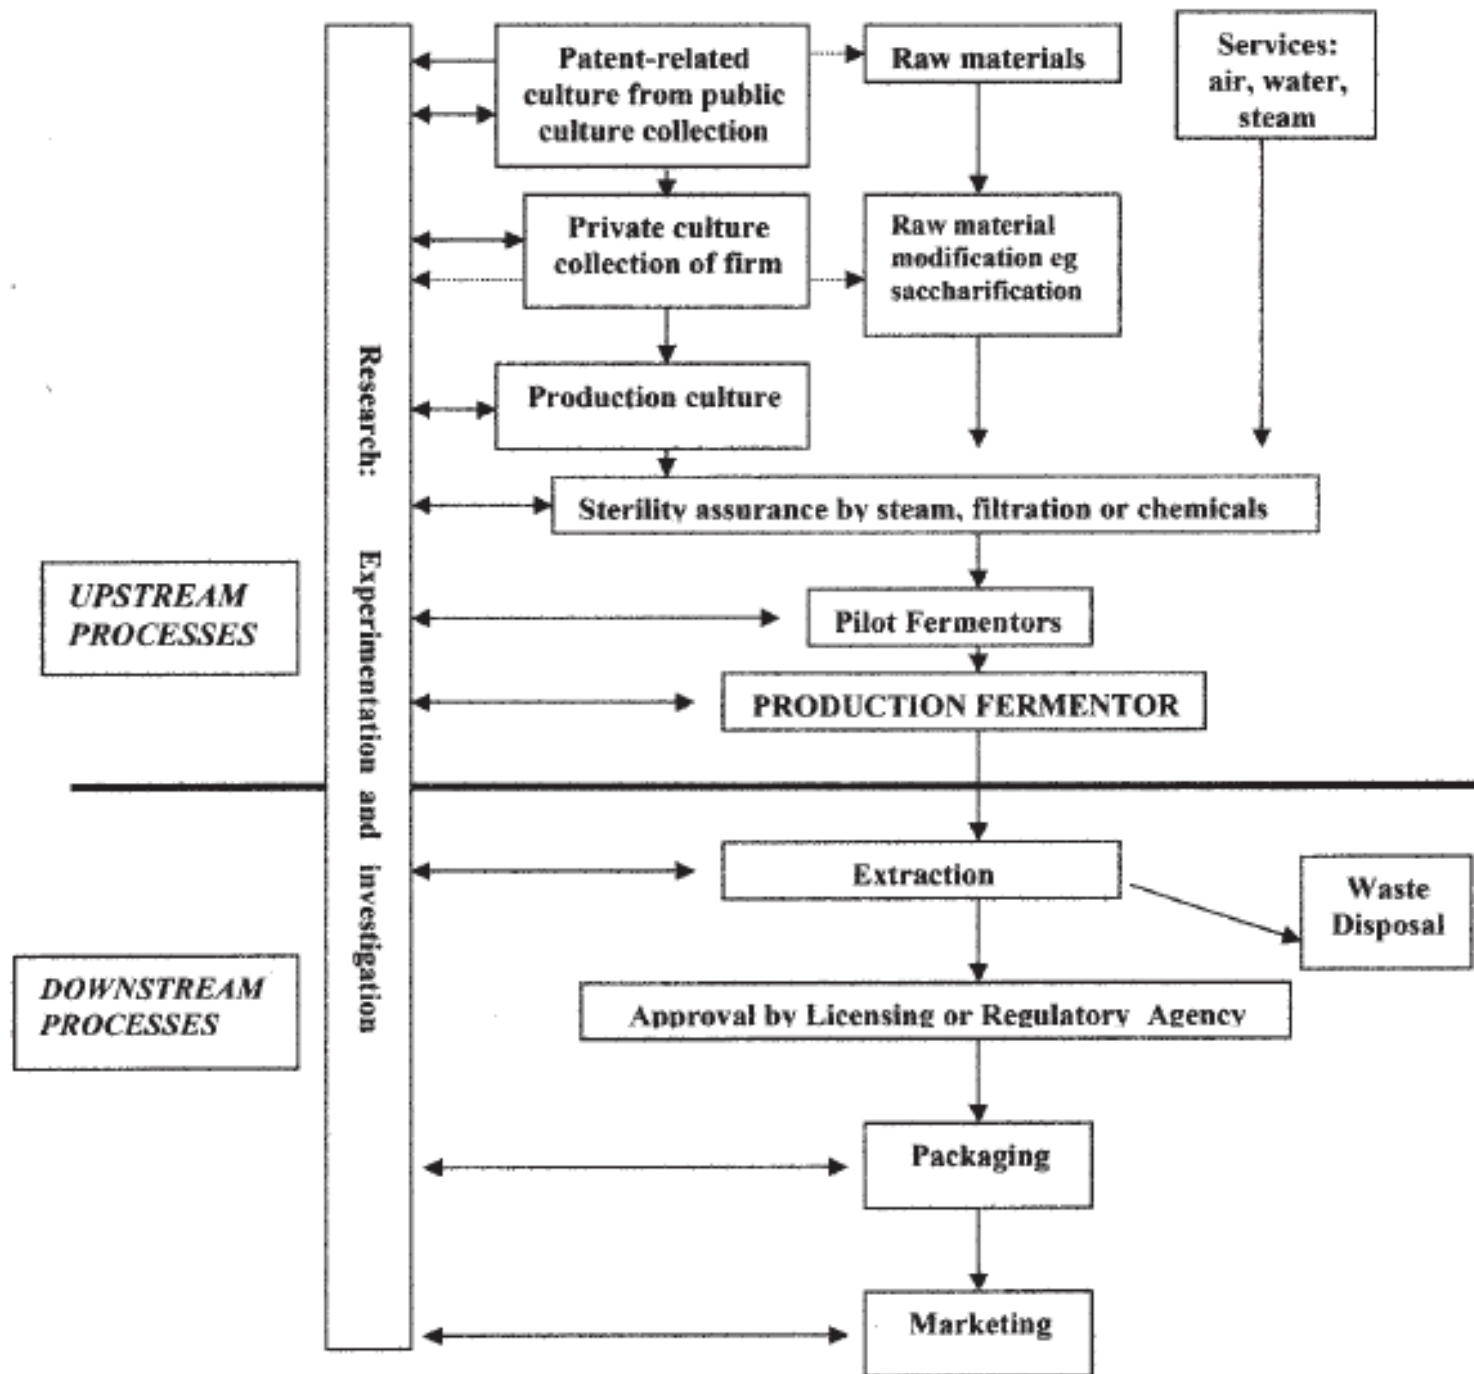 Patent-related
culture from public
culture collection
Raw materials
Services:
air, water,
steam
Private culture
collection of firm
Raw material
modification eg
saccharification
Production culture
Sterility assurance by steam, filtration or chemicals
Research: Experimentation and investigation
UPSTREAM
PROCESSES
Pilot Fermentors
PRODUCTION FERMENTOR
Extraction
Waste
Disposal
DOWNSTREAM
PROCESSES
Approval by Licensing or Regulatory Agency
Packaging
Marketing